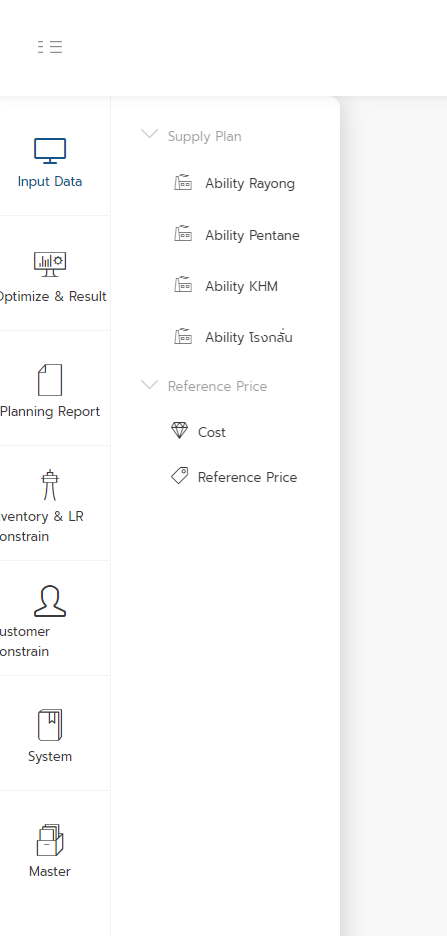 Input Data
Optimize & Result
Planning Report
ventory & LR
onstrain
ustomer
onstrain
System
Master
Supply Plan
Ability Rayong
Ability Pentane
Ability KHM
Ability โรงกลั่น
Reference Price
Cost
Reference Price